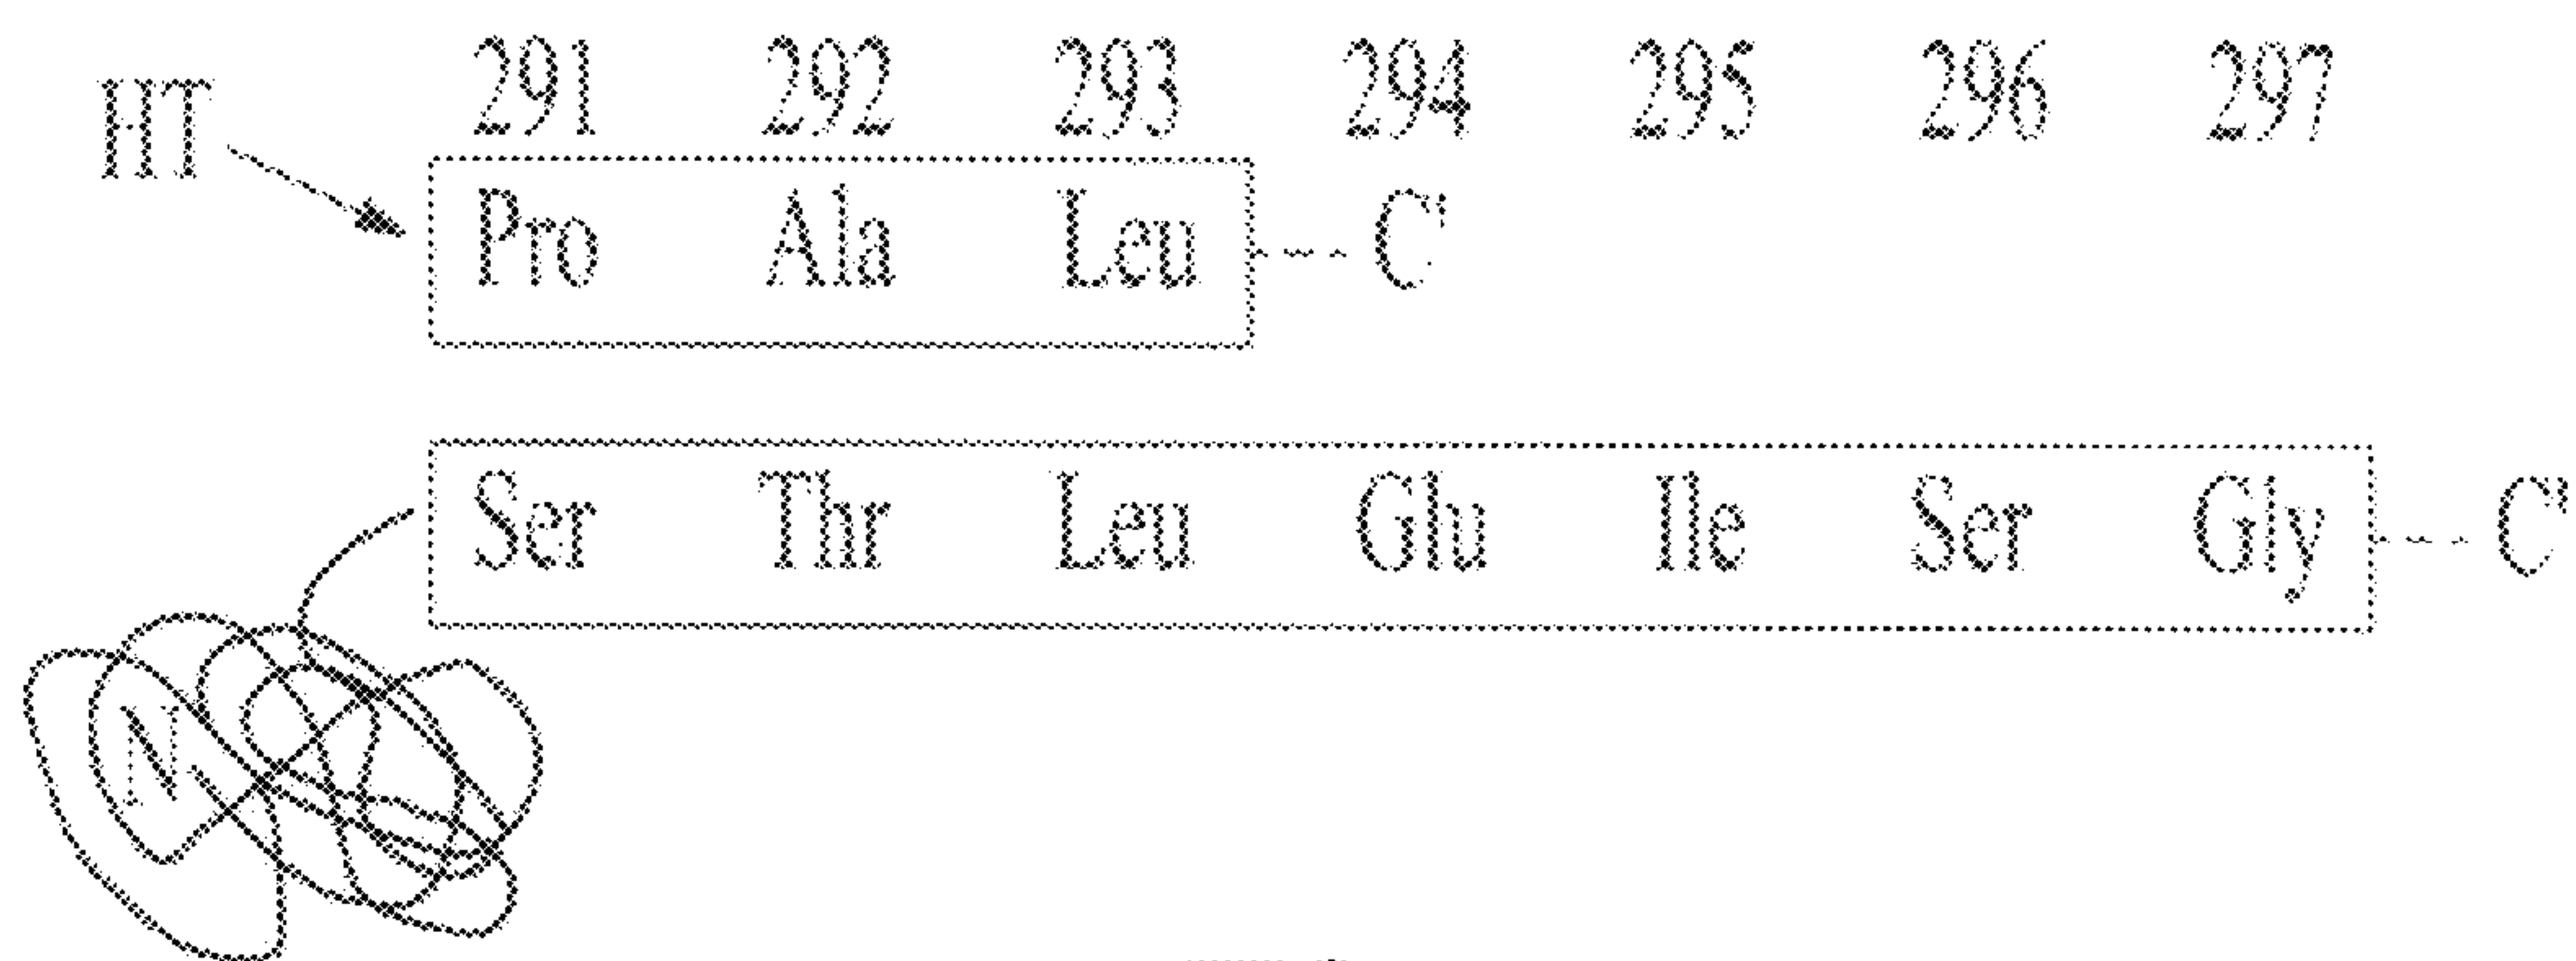 HT 291 292 293 294 295 296 297
Pro Ala Leu C'
Ser Thr Leu Glu Ile Ser Gly C'
N